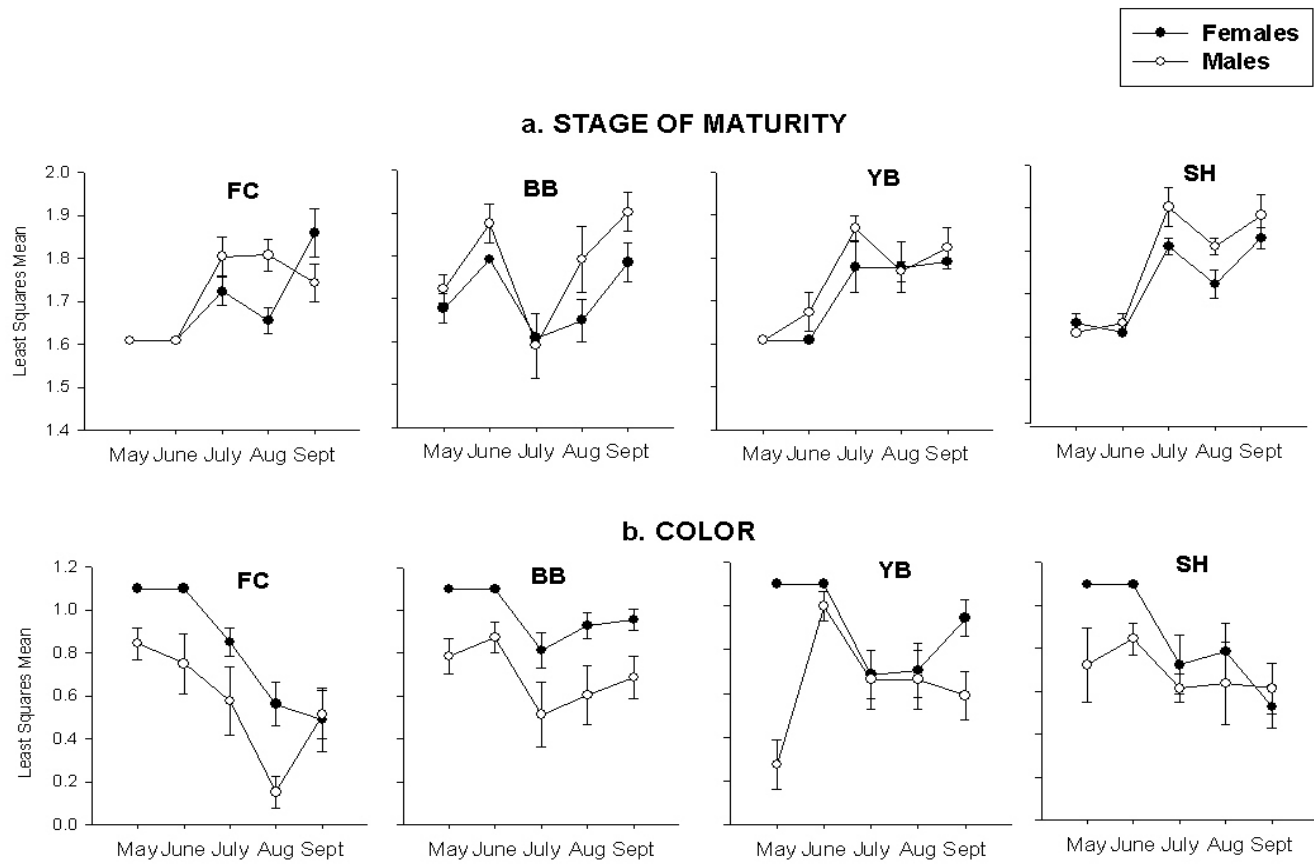 Females
Males
a. STAGE OF MATURITY
FC
BB
YB
SH
Least Squares Mean
2.0
1.9
1.8
1.7
1.6
1.5
1.4
May June July Aug Sept
May June July Aug Sept
May June July Aug Sept
May June July Aug Sept
b. COLOR
FC
BB
YB
SH
Least Squares Mean
1.2
1.0
0.8
0.6
0.4
0.2
0.0
May June July Aug Sept
May June July Aug Sept
May June July Aug Sept
May June July Aug Sept